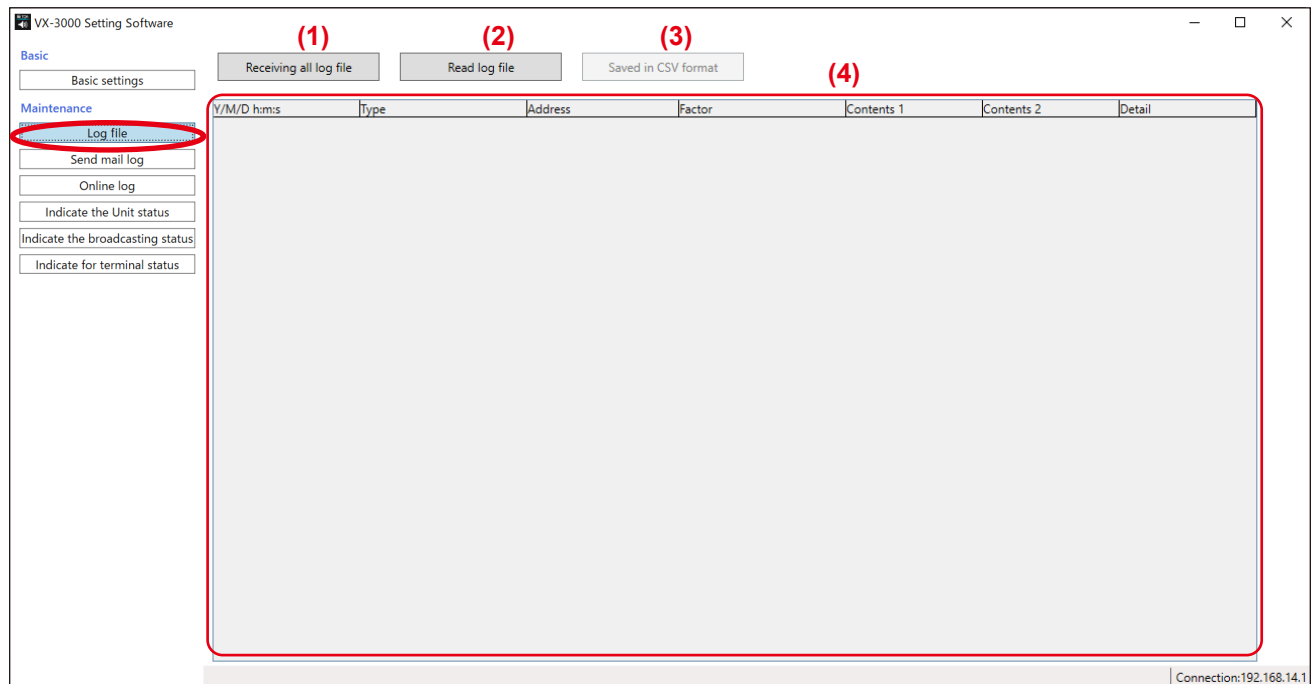 VX-3000 Setting Software
(1) (2) (3)
Basic
Receiving all log file Read log file Saved in CSV format
Basic settings
(4)
Maintenance
Y/M/D h:m:s Type Address Factor Contents 1 Contents 2 Detail
Log file
Send mail log
Online log
Indicate the Unit status
Indicate the broadcasting status
Indicate for terminal status
Connection:192.168.14.1